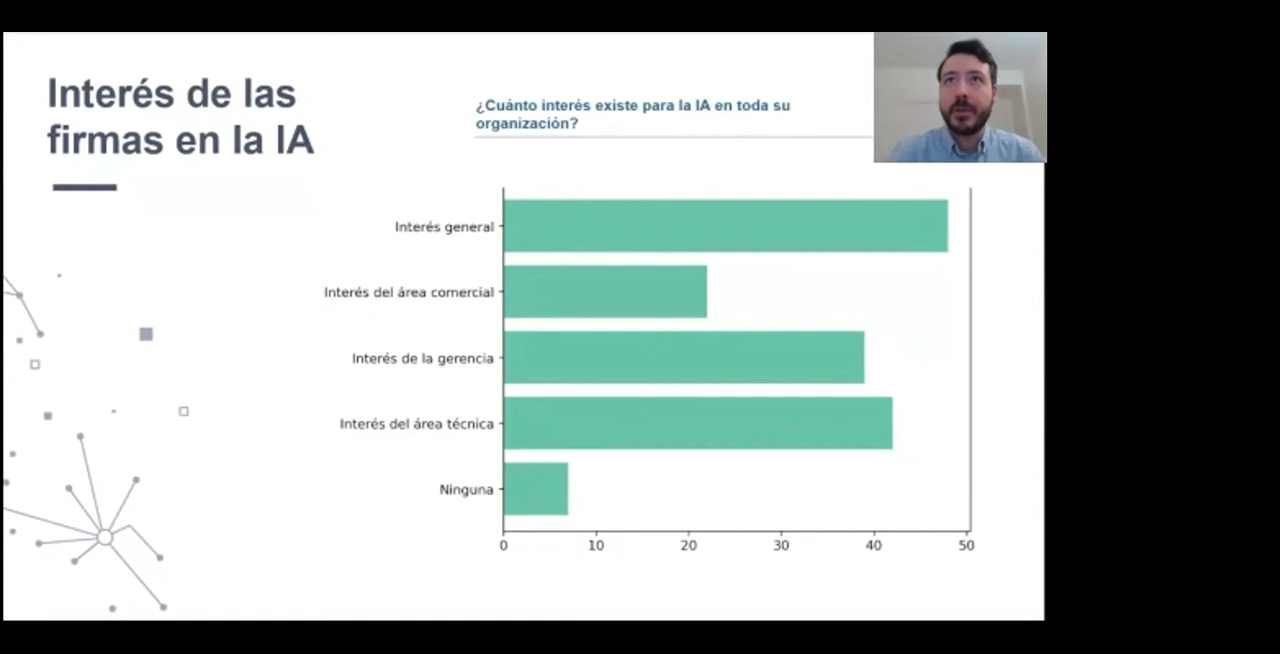 Interés de las
firmas en la IA
¿Cuánto interés existe para la IA en toda su
organización?
Interés general
Interés del área comercial
Interés de la gerencia
Interés del área técnica
Ninguna
0 10 20 30 40 50